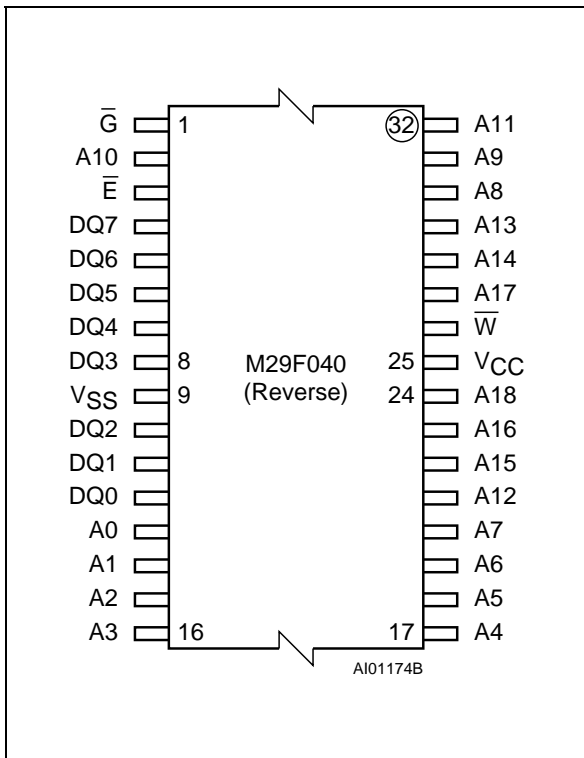 G̅ 1 32 A11
A10 A9
E̅ A8
DQ7 A13
DQ6 A14
DQ5 A17
DQ4 W̅
DQ3 8 M29F040 25 VCC
VSS 9 (Reverse) 24 A18
DQ2 A16
DQ1 A15
DQ0 A12
A0 A7
A1 A6
A2 A5
A3 16 17 A4
AI01174B